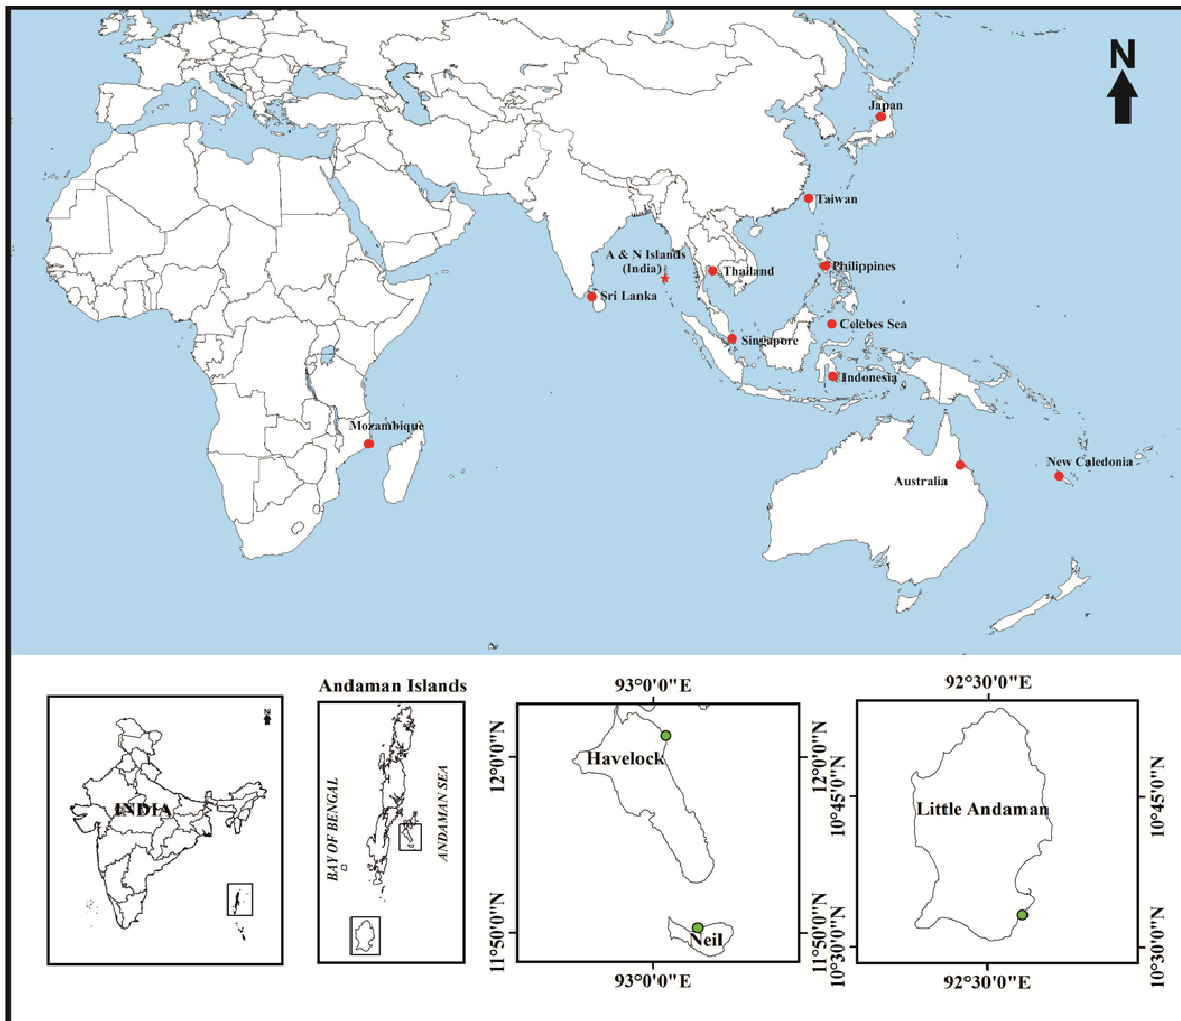 N
Japan
Taiwan
A & N Islands
(India)
Thailand
Philippines
Sri Lanka
Celebes Sea
Singapore
Indonesia
Mozambique
New Caledonia
Australia
Andaman Islands
93°0'0"E
92°30'0"E
N
INDIA
BAY OF BENGAL
ANDAMAN SEA
12°0'0"N
Havelock
12°0'0"N
10°45'0"N
Little Andaman
10°45'0"N
11°50'0"N
Neil
11°50'0"N
10°30'0"N
10°30'0"N
93°0'0"E
92°30'0"E